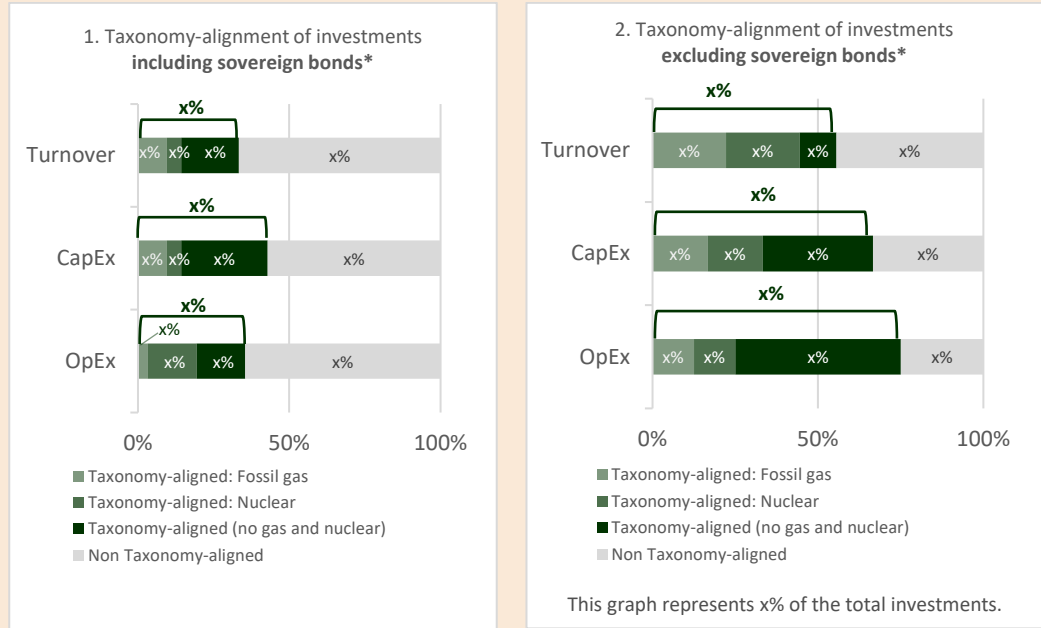 1. Taxonomy-alignment of investments
including sovereign bonds*
x%
Turnover
x%
x%
x%
x%
x%
CapEx
x%
x%
x%
x%
x%
x%
OpEx
x%
x%
x%
0%
50%
100%
Taxonomy-aligned: Fossil gas
Taxonomy-aligned: Nuclear
Taxonomy-aligned (no gas and nuclear)
Non Taxonomy-aligned
2. Taxonomy-alignment of investments
excluding sovereign bonds*
x%
Turnover
x%
x%
x%
x%
x%
CapEx
x%
x%
x%
x%
x%
OpEx
x%
x%
x%
x%
0%
50%
100%
Taxonomy-aligned: Fossil gas
Taxonomy-aligned: Nuclear
Taxonomy-aligned (no gas and nuclear)
Non Taxonomy-aligned
This graph represents x% of the total investments.